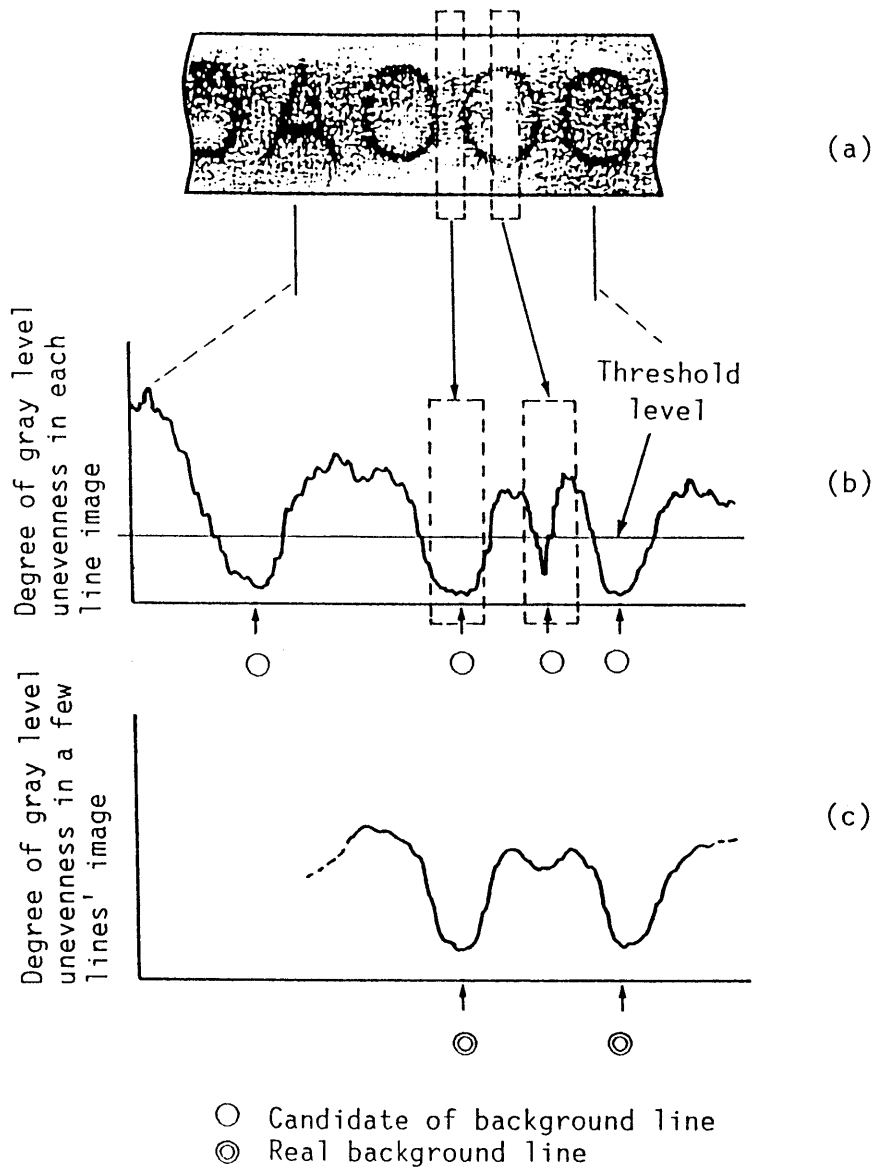 BAOOO
(a)
Degree of gray level
unevenness in each
line image
Threshold
level
(b)
Degree of gray level
unevenness in a few
lines' image
(c)
Candidate of background line
Real background line